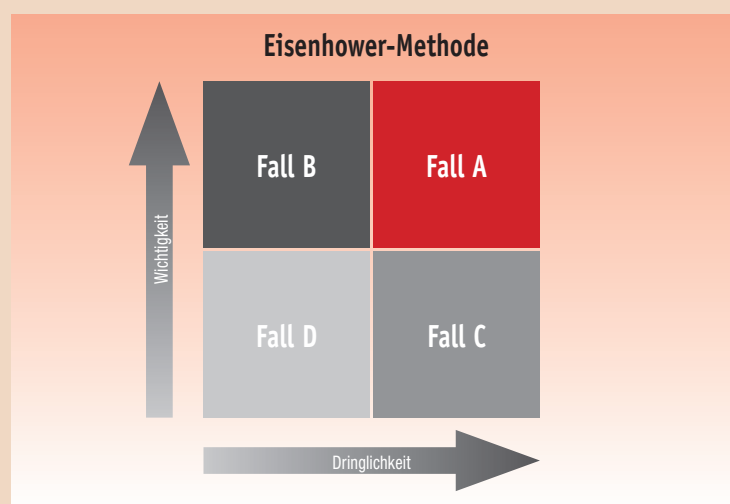 Eisenhower-Methode
Fall B
Fall A
Wichtigkeit
Fall D
Fall C
Dringlichkeit